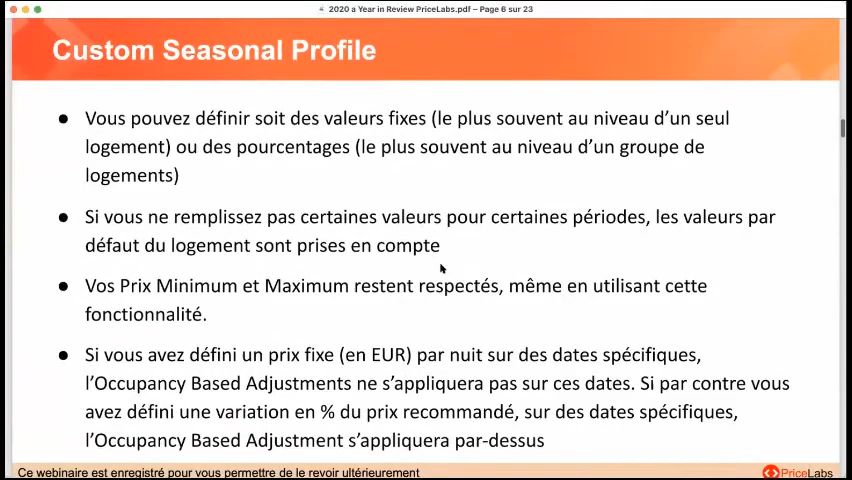 2020 a Year in Review PriceLabs.pdf – Page 6 sur 23
Custom Seasonal Profile
● Vous pouvez définir soit des valeurs fixes (le plus souvent au niveau d’un seul
logement) ou des pourcentages (le plus souvent au niveau d’un groupe de
logements)
● Si vous ne remplissez pas certaines valeurs pour certaines périodes, les valeurs par
défaut du logement sont prises en compte
● Vos Prix Minimum et Maximum restent respectés, même en utilisant cette
fonctionnalité.
● Si vous avez défini un prix fixe (en EUR) par nuit sur des dates spécifiques,
l’Occupancy Based Adjustments ne s’appliquera pas sur ces dates. Si par contre vous
avez défini une variation en % du prix recommandé, sur des dates spécifiques,
l’Occupancy Based Adjustment s’appliquera par-dessus
Ce webinaire est enregistré pour vous permettre de le revoir ultérieurement
PriceLabs